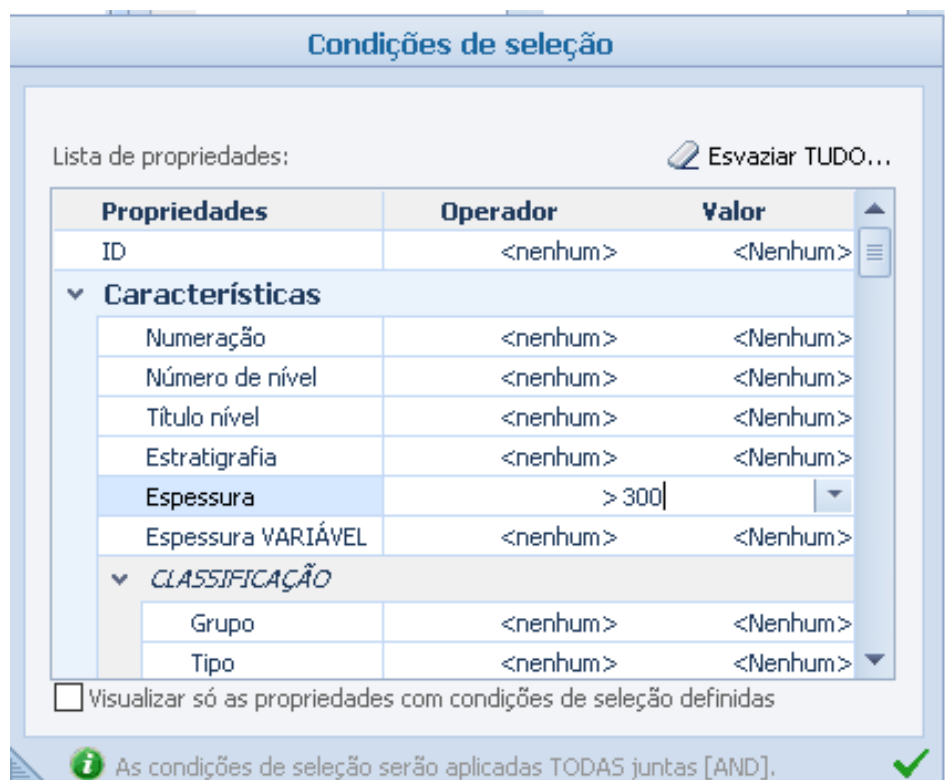 Condições de seleção
Lista de propriedades:
Esvaziar TUDO...
Propriedades Operador Valor
ID <nenhum> <Nenhum>
Características
Numeração <nenhum> <Nenhum>
Número de nível <nenhum> <Nenhum>
Título nível <nenhum> <Nenhum>
Estratigrafia <nenhum> <Nenhum>
Espessura > 300
Espessura VARIÁVEL <nenhum> <Nenhum>
CLASSIFICAÇÃO
Grupo <nenhum> <Nenhum>
Tipo <nenhum> <Nenhum>
Visualizar só as propriedades com condições de seleção definidas
As condições de seleção serão aplicadas TODAS juntas [AND].